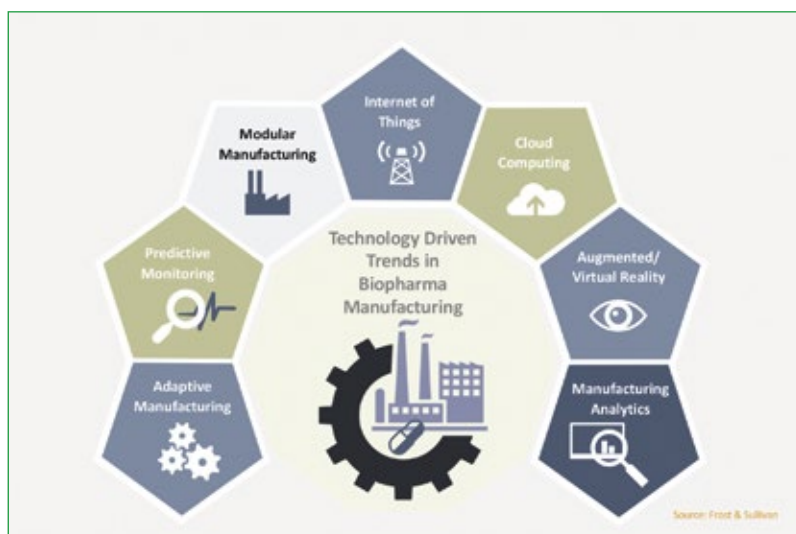 Internet of
Things
Modular
Manufacturing
Cloud
Computing
Predictive
Monitoring
Technology Driven
Trends in
Biopharma
Manufacturing
Augmented/
Virtual Reality
Adaptive
Manufacturing
Manufacturing
Analytics
Source: Frost & Sullivan